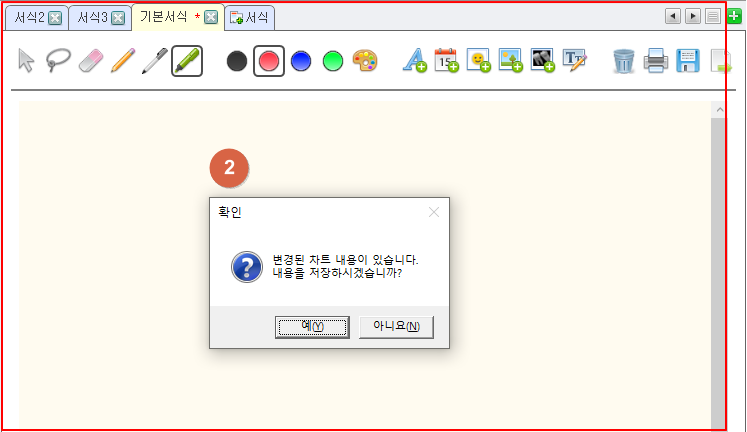 서식2 서식3 기본서식 * 서식
15
2
확인
변경된 차트 내용이 있습니다.
내용을 저장하시겠습니까?
예(Y) 아니요(N)